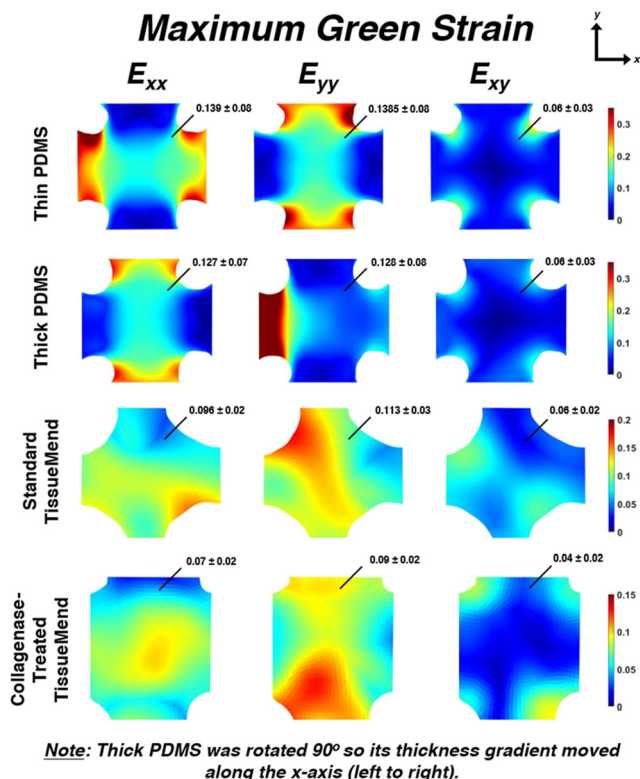 Maximum Green Strain
y
x
Exx
Eyy
Exy
Thin PDMS
0.139 ± 0.08
0.1385 ± 0.08
0.06 ± 0.03
0.3
0.2
0.1
0
Thick PDMS
0.127 ± 0.07
0.128 ± 0.08
0.06 ± 0.03
0.3
0.2
0.1
0
Standard
TissueMend
0.096 ± 0.02
0.113 ± 0.03
0.06 ± 0.02
0.2
0.15
0.1
0.05
0
Collagenase-
Treated
TissueMend
0.07 ± 0.02
0.09 ± 0.02
0.04 ± 0.02
0.15
0.1
0.05
0
Note: Thick PDMS was rotated 90º so its thickness gradient moved
along the x-axis (left to right).